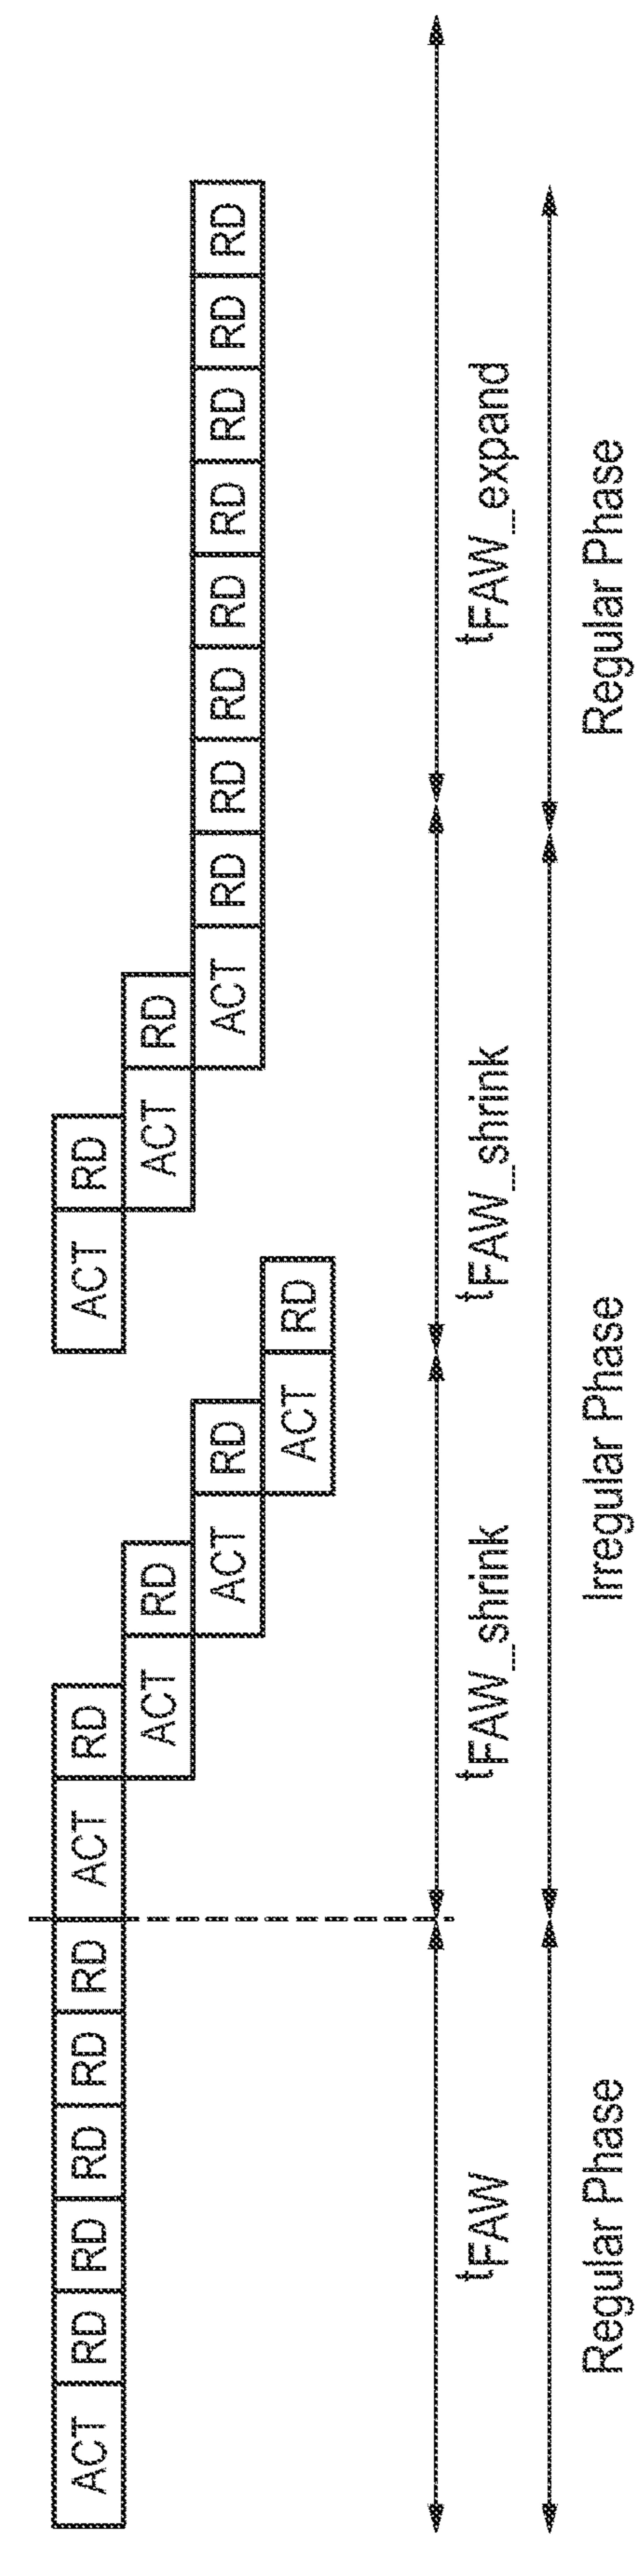 ACT RD RD RD RD RD ACT RD ACT RD
ACT RD ACT RD
ACT RD ACT RD RD RD RD RD RD RD RD
ACT RD
tFAW tFAW_shrink tFAW_shrink tFAW_expand
Regular Phase Irregular Phase Regular Phase